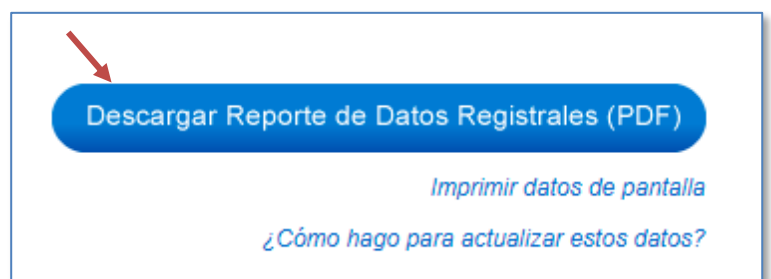 Descargar Reporte de Datos Registrales (PDF)
Imprimir datos de pantalla
¿Cómo hago para actualizar estos datos?